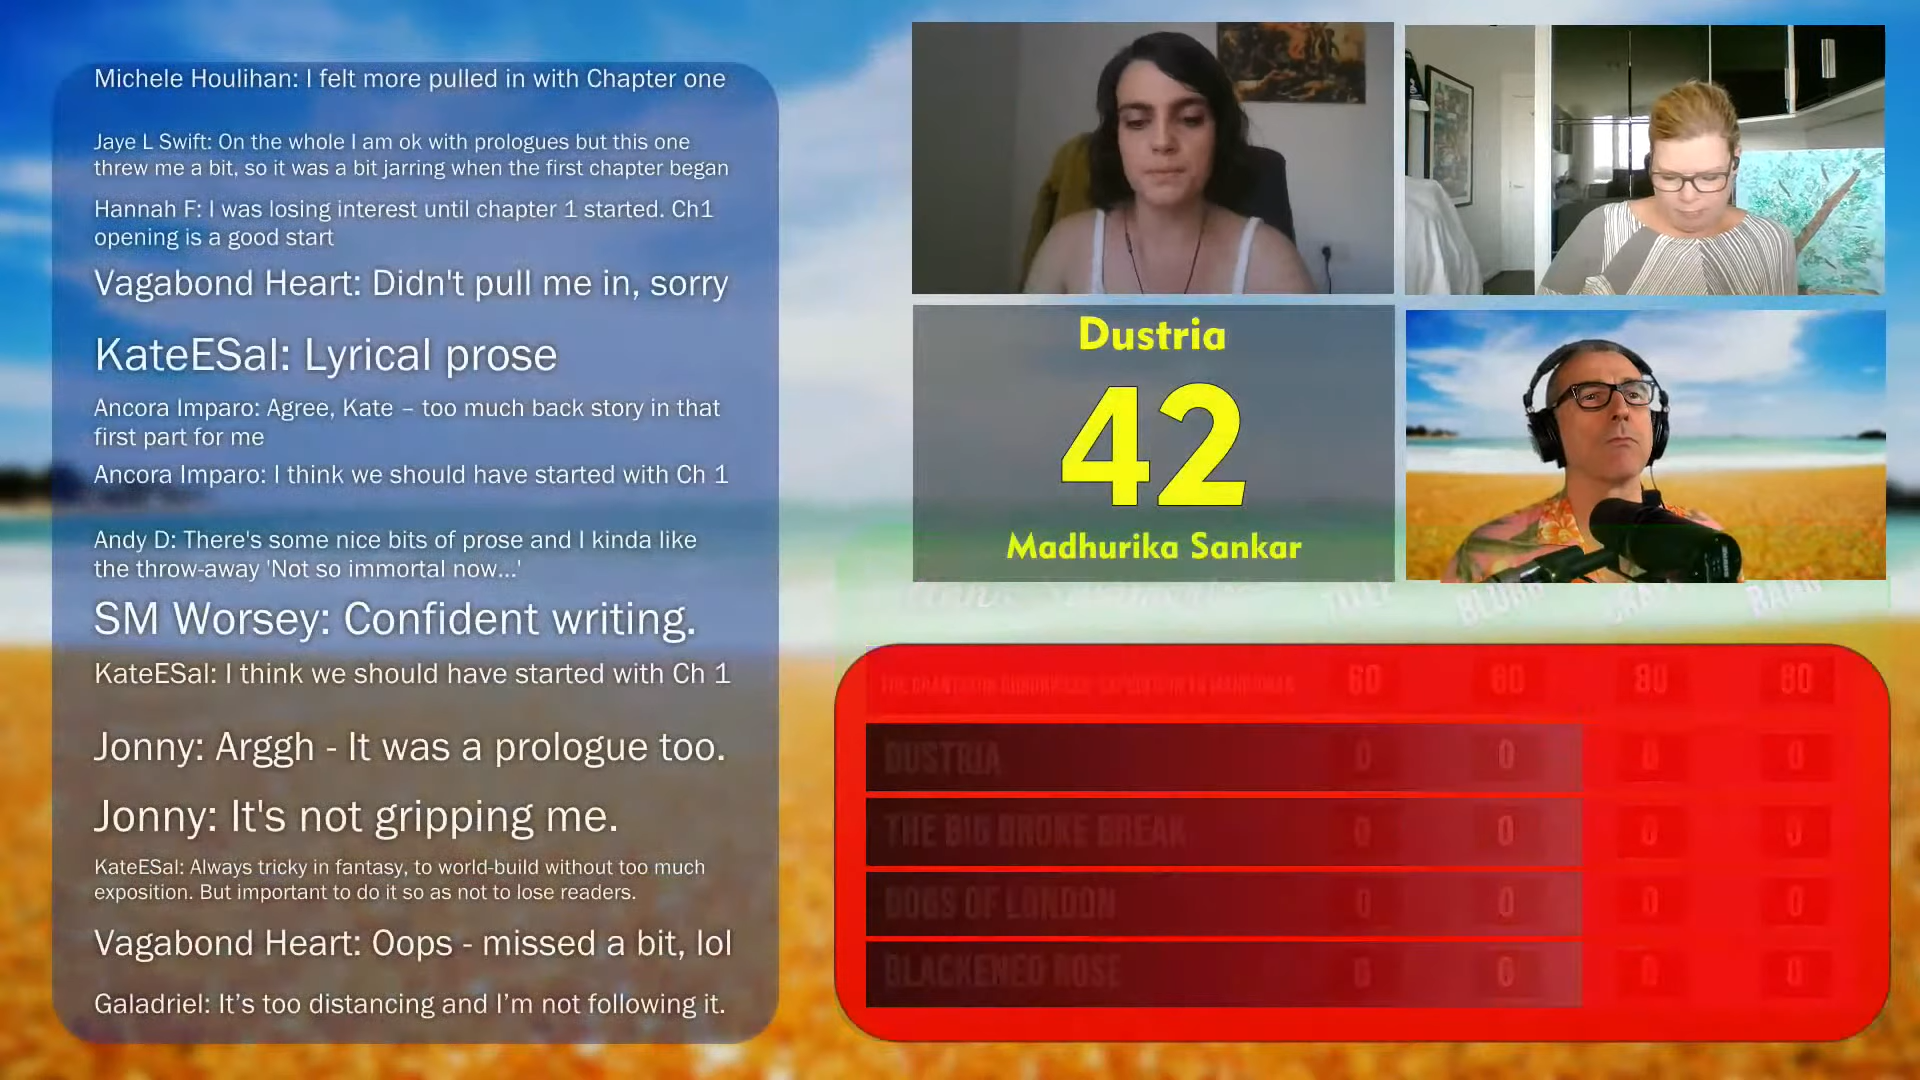 Michele Houlihan: I felt more pulled in with Chapter one
Jaye L Swift: On the whole I am ok with prologues but this one
threw me a bit, so it was a bit jarring when the first chapter began
Hannah F: I was losing interest until chapter 1 started. Ch1
opening is a good start
Vagabond Heart: Didn't pull me in, sorry
KateESal: Lyrical prose
Ancora Imparo: Agree, Kate – too much back story in that
first part for me
Ancora Imparo: I think we should have started with Ch 1
Andy D: There's some nice bits of prose and I kinda like
the throw-away 'Not so immortal now...'
SM Worsey: Confident writing.
KateESal: I think we should have started with Ch 1
Jonny: Arggh - It was a prologue too.
Jonny: It's not gripping me.
KateESal: Always tricky in fantasy, to world-build without too much
exposition. But important to do it so as not to lose readers.
Vagabond Heart: Oops - missed a bit, lol
Galadriel: It’s too distancing and I’m not following it.
Dustria
42
Madhurika Sankar
TITLE BLURB
60 60 80 80
DUSTRIA 0 0 0 0
THE BIG BROKE BREAK 0 0 0 0
DOGS OF LONDON 0 0 0 0
BLACKENED ROSE 0 0 0 0